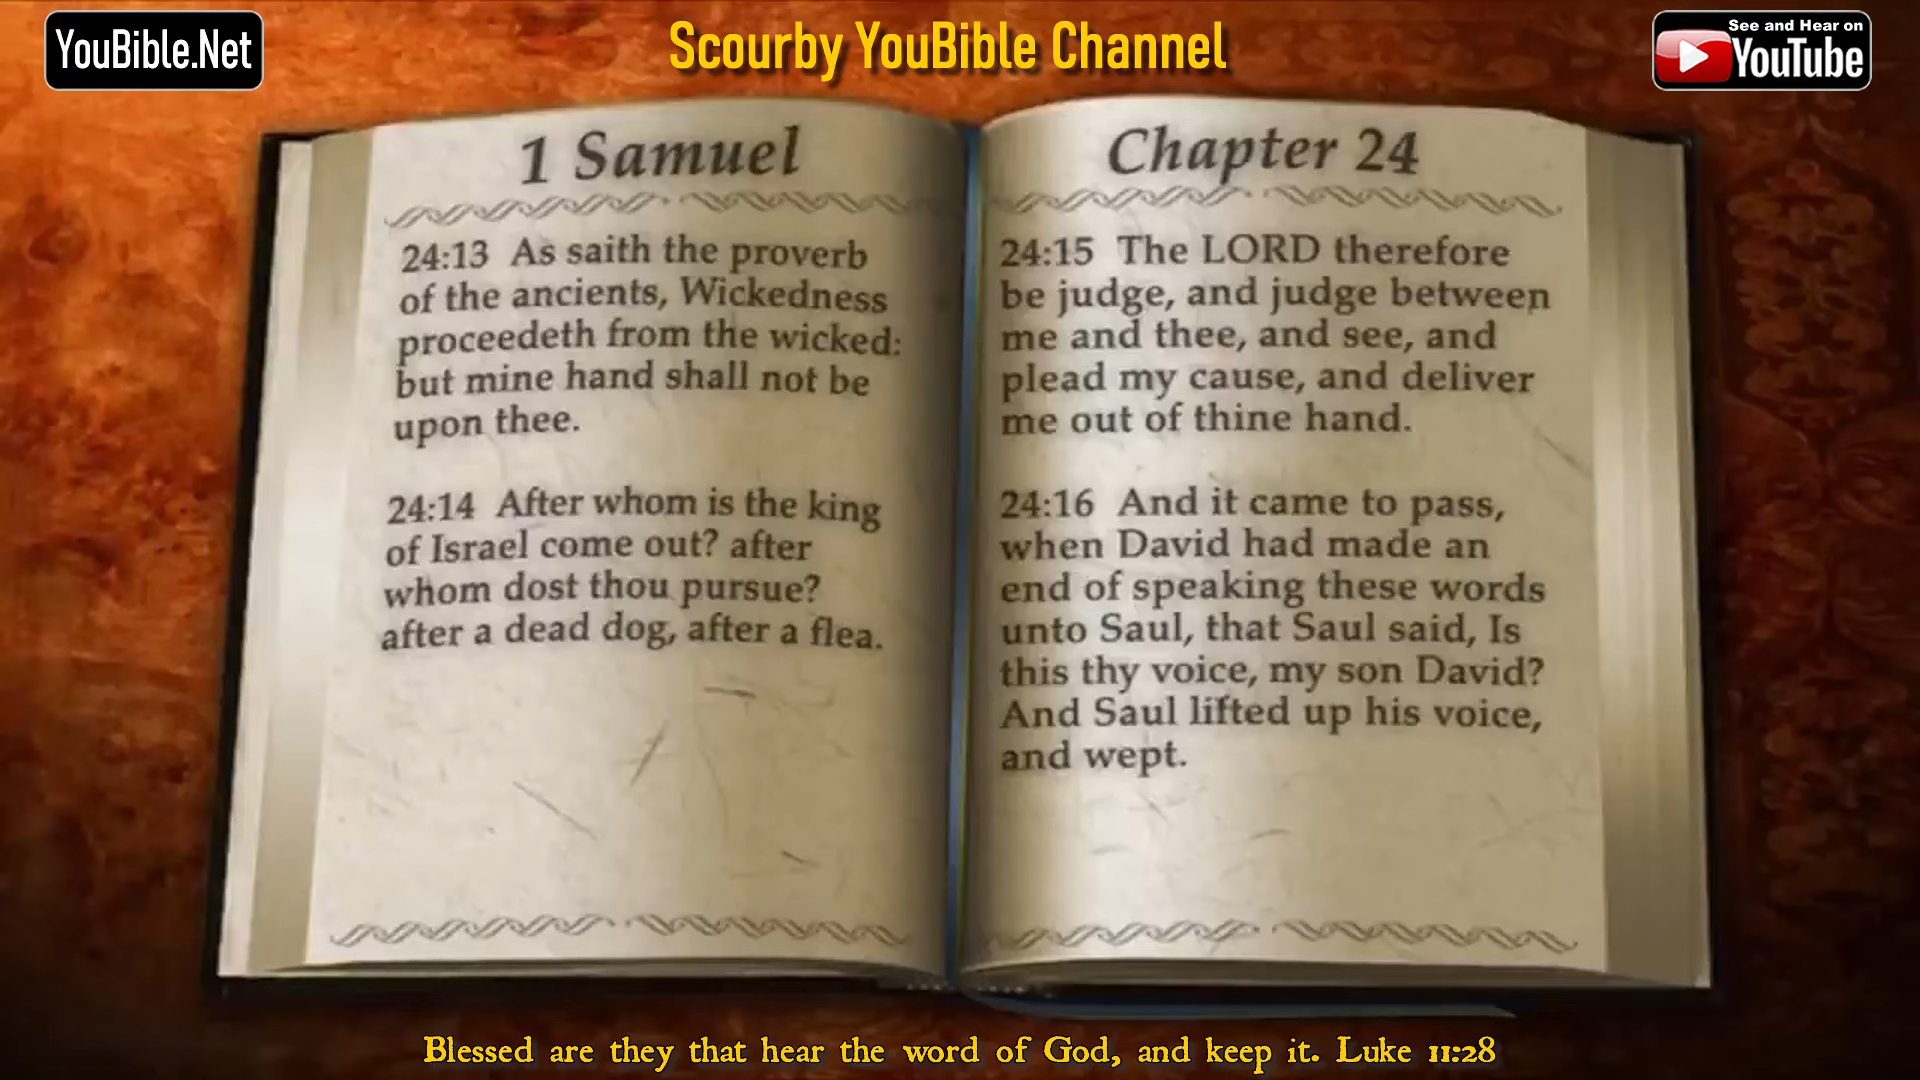 YouBible.Net
Scourby YouBible Channel
See and Hear on
YouTube
1 Samuel
24:13 As saith the proverb
of the ancients, Wickedness
proceedeth from the wicked:
but mine hand shall not be
upon thee.
24:14 After whom is the king
of Israel come out? after
whom dost thou pursue?
after a dead dog, after a flea.
Chapter 24
24:15 The LORD therefore
be judge, and judge between
me and thee, and see, and
plead my cause, and deliver
me out of thine hand.
24:16 And it came to pass,
when David had made an
end of speaking these words
unto Saul, that Saul said, Is
this thy voice, my son David?
And Saul lifted up his voice,
and wept.
Blessed are they that hear the word of God, and keep it. Luke 11:28